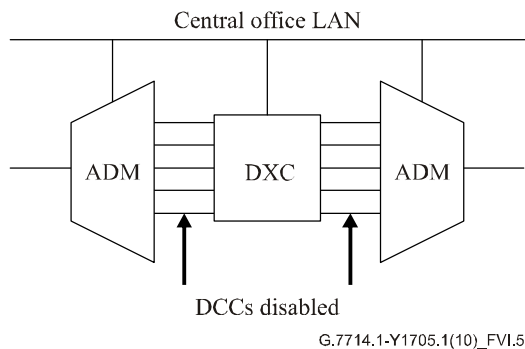 Central office LAN
ADM
DXC
ADM
DCCs disabled
G.7714.1-Y1705.1(10)_FVI.5